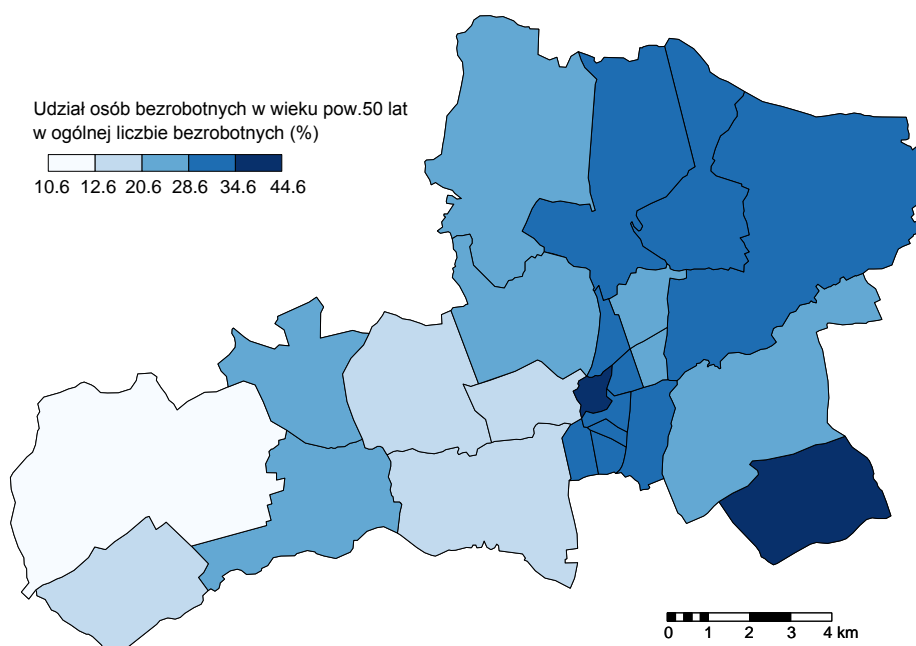 Udział osób bezrobotnych w wieku pow.50 lat
w ogólnej liczbie bezrobotnych (%)
10.6 12.6 20.6 28.6 34.6 44.6
0 1 2 3 4 km